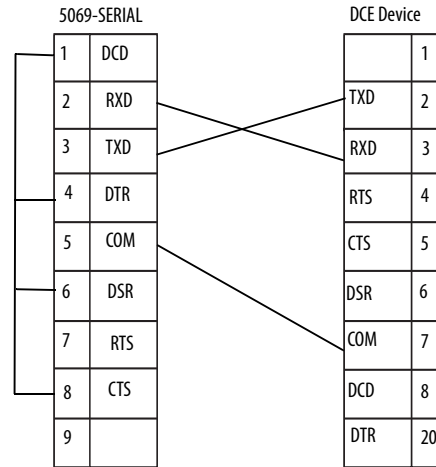 5069-SERIAL DCE Device
1 DCD 1
2 RXD TXD 2
3 TXD RXD 3
4 DTR RTS 4
5 COM CTS 5
6 DSR DSR 6
7 RTS COM 7
8 CTS DCD 8
9 DTR 20